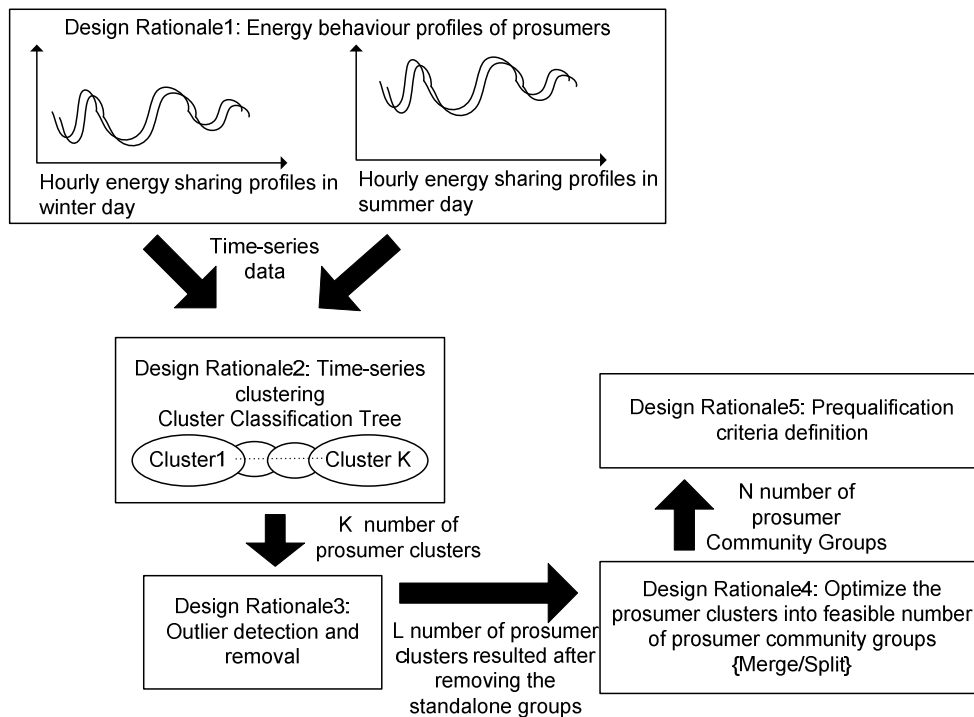 Design Rationale1: Energy behaviour profiles of prosumers
Hourly energy sharing profiles in
winter day
Hourly energy sharing profiles in
summer day
Time-series
data
Design Rationale2: Time-series
clustering
Cluster Classification Tree
Cluster1
Cluster K
K number of
prosumer clusters
Design Rationale3:
Outlier detection and
removal
L number of prosumer
clusters resulted after
removing the
standalone groups
Design Rationale4: Optimize the
prosumer clusters into feasible number
of prosumer community groups
{Merge/Split}
N number of
prosumer
Community Groups
Design Rationale5: Prequalification
criteria definition